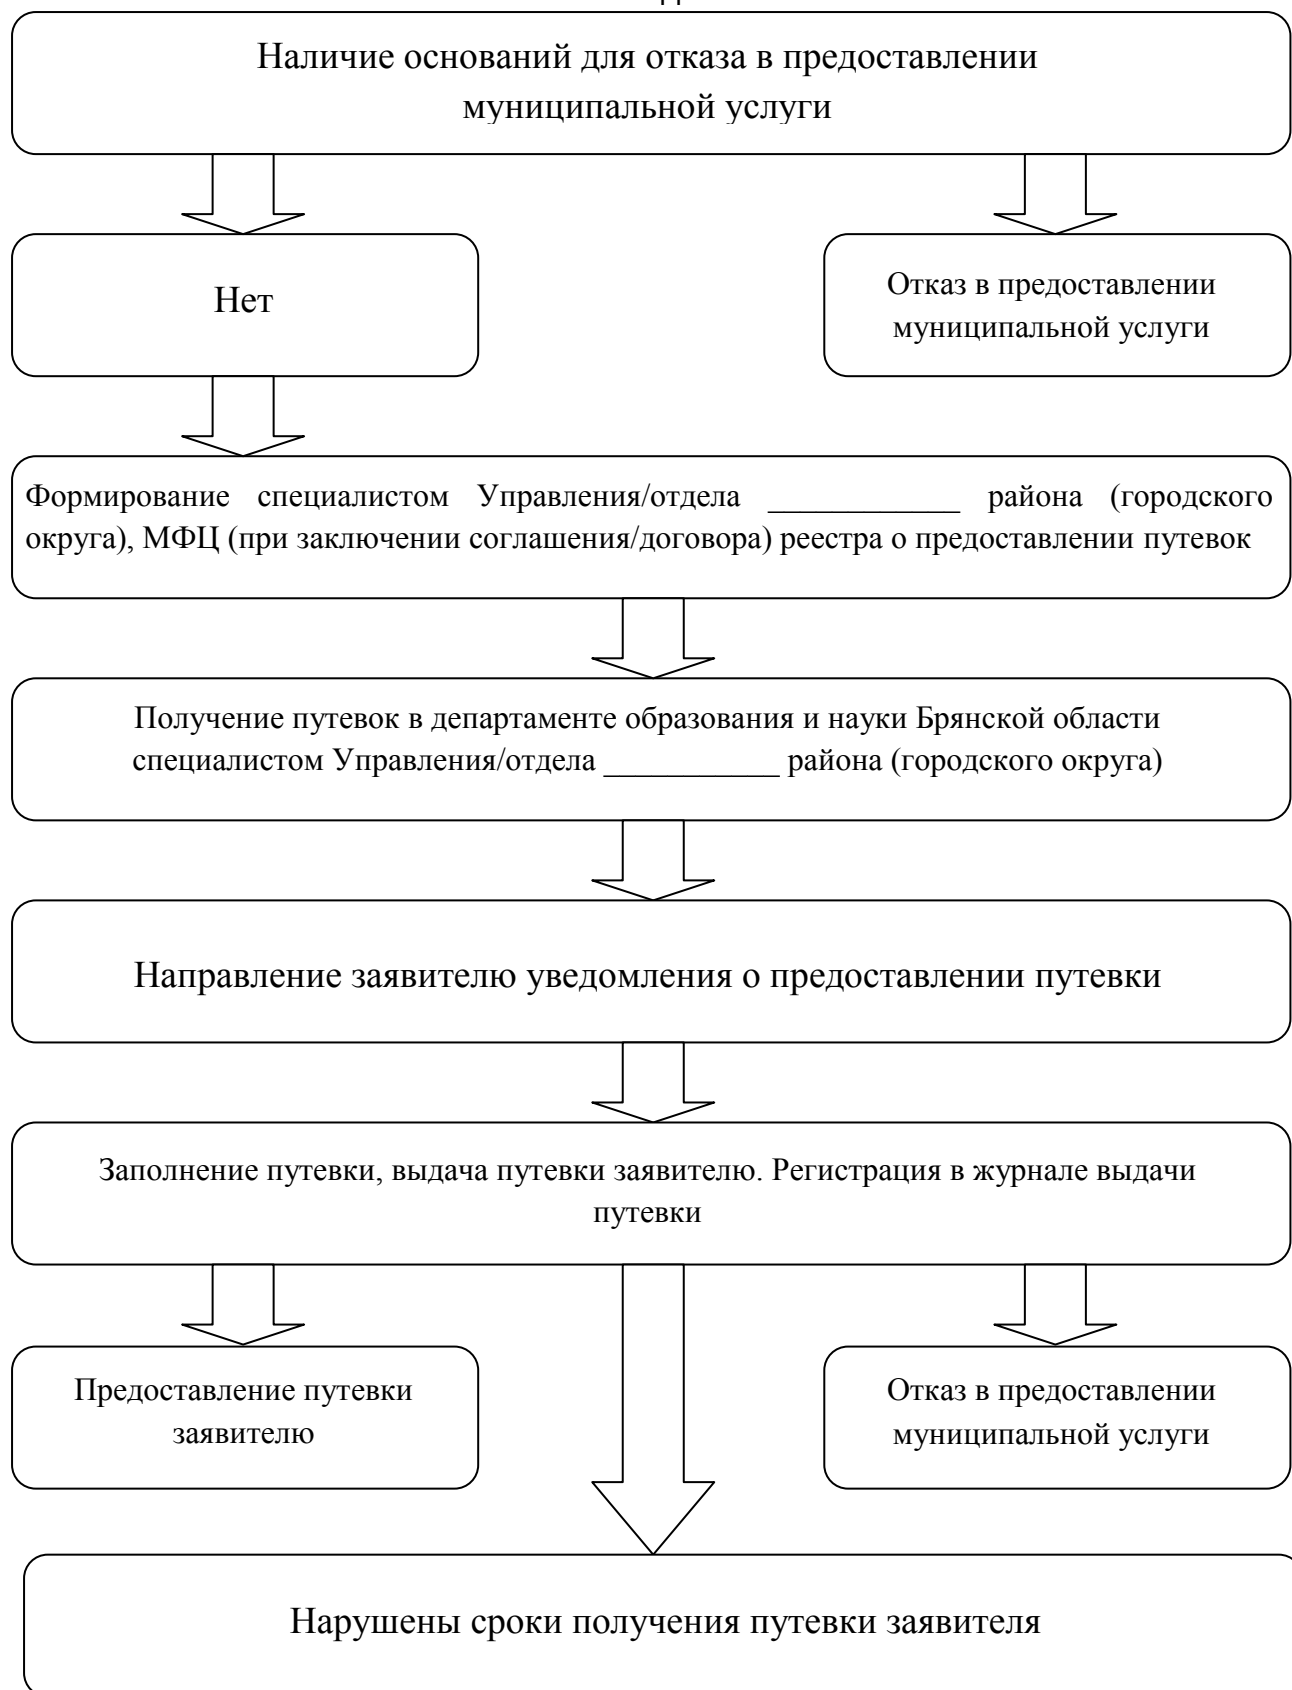 Наличие оснований для отказа в предоставлении
муниципальной услуги
Нет
Отказ в предоставлении
муниципальной услуги
Формирование специалистом Управления/отдела ____________ района (городского
округа), МФЦ (при заключении соглашения/договора) реестра о предоставлении путевок
Получение путевок в департаменте образования и науки Брянской области
специалистом Управления/отдела ___________ района (городского округа)
Направление заявителю уведомления о предоставлении путевки
Заполнение путевки, выдача путевки заявителю. Регистрация в журнале выдачи
путевки
Предоставление путевки
заявителю
Отказ в предоставлении
муниципальной услуги
Нарушены сроки получения путевки заявителя